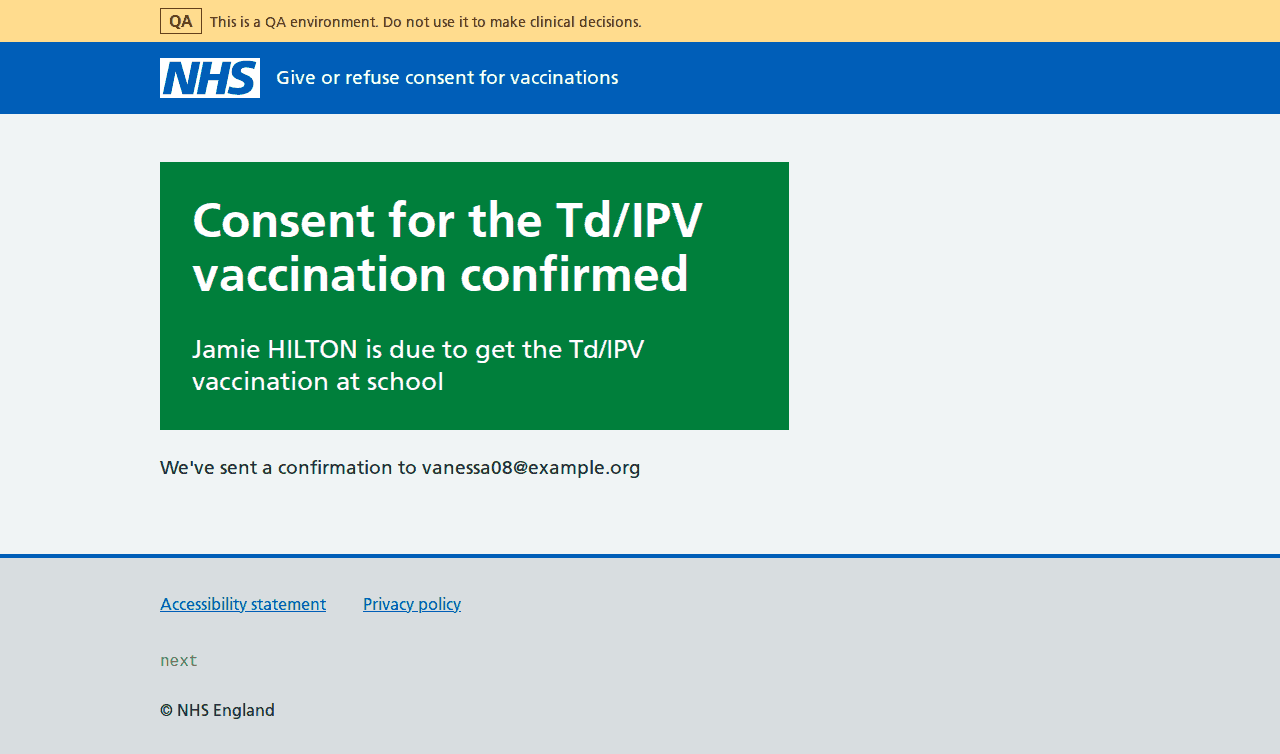 QA This is a QA environment. Do not use it to make clinical decisions.
NHS Give or refuse consent for vaccinations
Consent for the Td/IPV
vaccination confirmed
Jamie HILTON is due to get the Td/IPV
vaccination at school
We've sent a confirmation to vanessa08@example.org
Accessibility statement Privacy policy
next
© NHS England